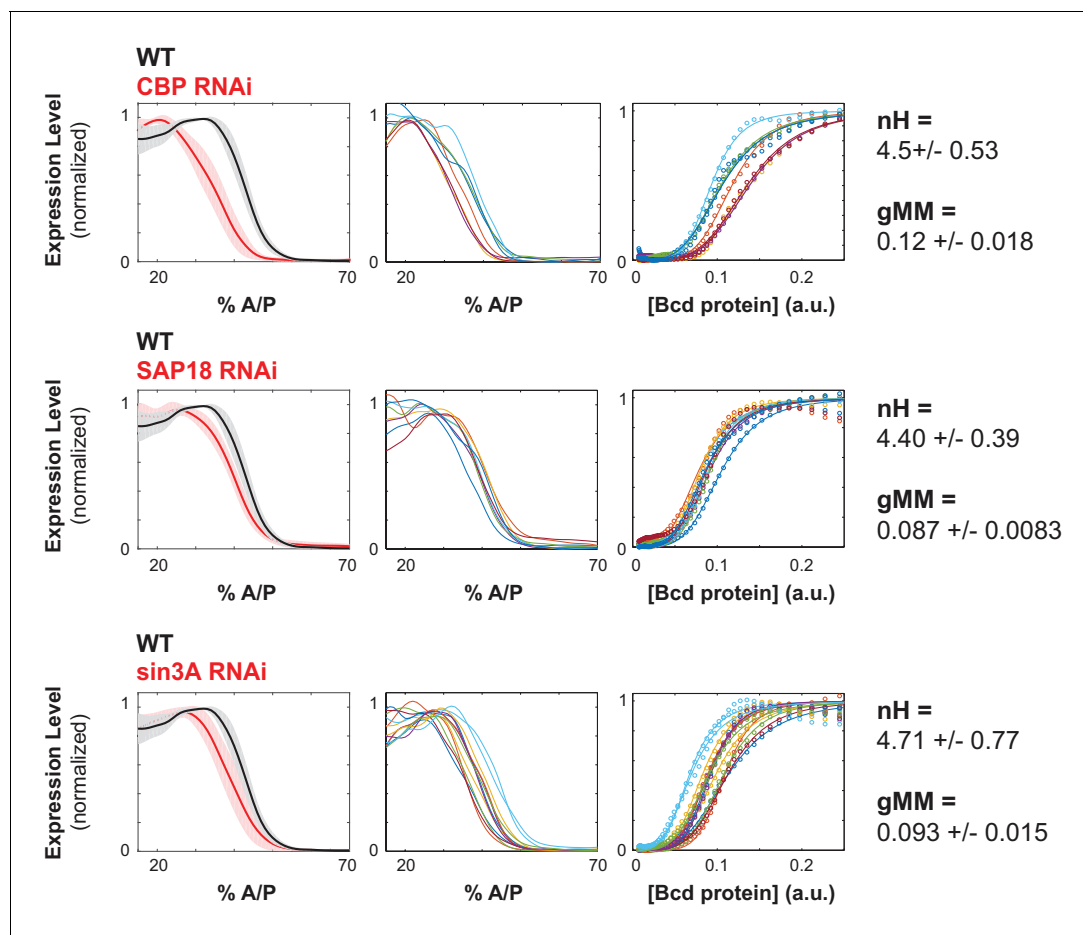 WT
CBP RNAi
Expression Level
(normalized)
1
0
20
70
% A/P
1
0
20
70
% A/P
1
0
0
0.1
0.2
[Bcd protein] (a.u.)
nH =
4.5+/- 0.53
gMM =
0.12 +/- 0.018
WT
SAP18 RNAi
Expression Level
(normalized)
1
0
20
70
% A/P
1
0
20
70
% A/P
1
0
0
0.1
0.2
[Bcd protein] (a.u.)
nH =
4.40 +/- 0.39
gMM =
0.087 +/- 0.0083
WT
sin3A RNAi
Expression Level
(normalized)
1
0
20
70
% A/P
1
0
20
70
% A/P
1
0
0
0.1
0.2
[Bcd protein] (a.u.)
nH =
4.71 +/- 0.77
gMM =
0.093 +/- 0.015